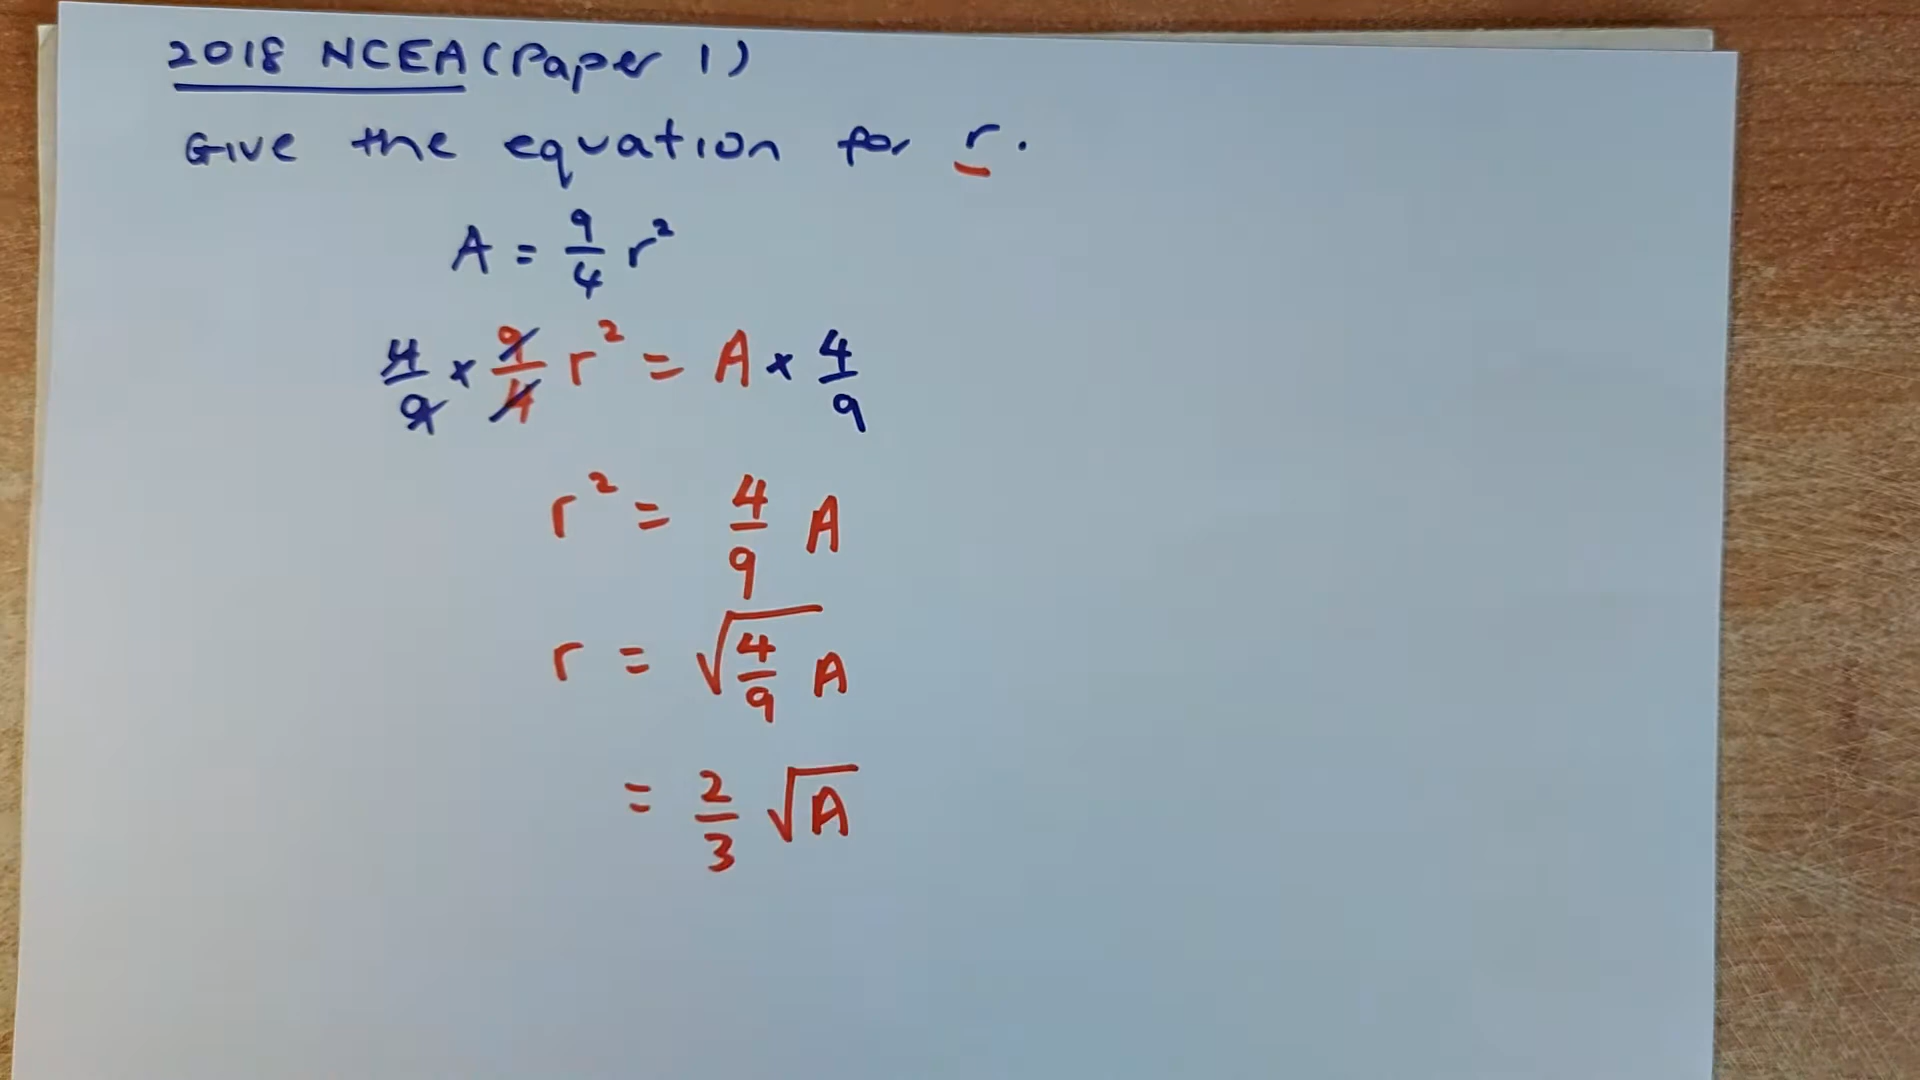 2018 NCEA (Paper 1)
Give the equation for r.
A = 9/4 r²
4/9 × 9/4 r² = A × 4/9
r² = 4/9 A
r = √(4/9 A)
= 2/3 √A